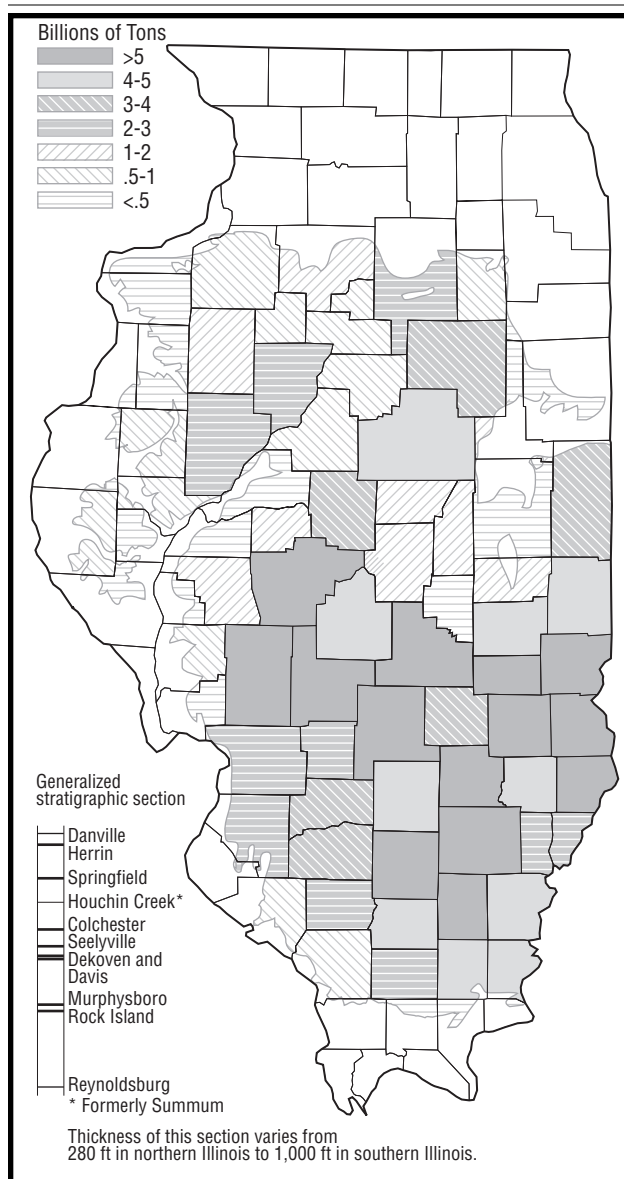 Billions of Tons
>5
4-5
3-4
2-3
1-2
.5-1
<.5
Generalized
stratigraphic section
Danville
Herrin
Springfield
Houchin Creek*
Colchester
Seelyville
Dekoven and
Davis
Murphysboro
Rock Island
Reynoldsburg
* Formerly Summum
Thickness of this section varies from
280 ft in northern Illinois to 1,000 ft in southern Illinois.